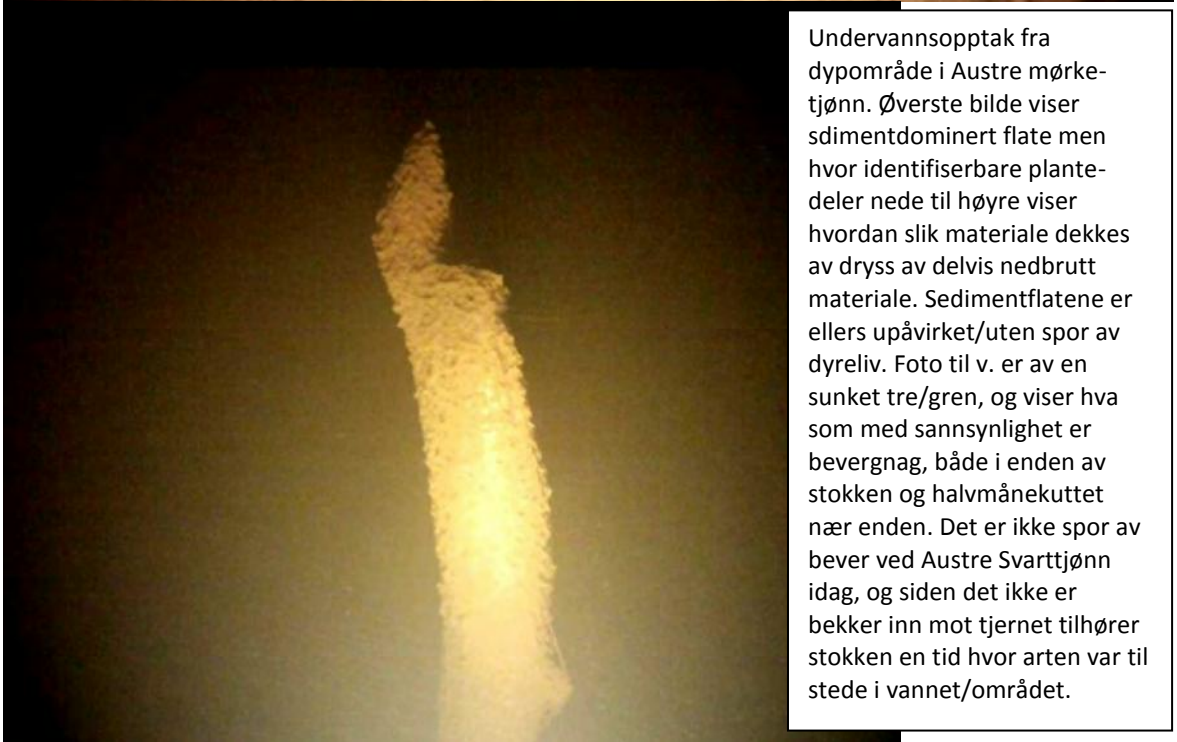 Undervannsopptak fra
dypområde i Austre mørke-
tjønn. Øverste bilde viser
sdimentdominert flate men
hvor identifiserbare plante-
deler nede til høyre viser
hvordan slik materiale dekkes
av dryss av delvis nedbrutt
materiale. Sedimentflatene er
ellers upåvirket/uten spor av
dyreliv. Foto til v. er av en
sunket tre/gren, og viser hva
som med sannsynlighet er
bevergnag, både i enden av
stokken og halvmånekuttet
nær enden. Det er ikke spor av
bever ved Austre Svarttjønn
idag, og siden det ikke er
bekker inn mot tjernet tilhører
stokken en tid hvor arten var til
stede i vannet/området.